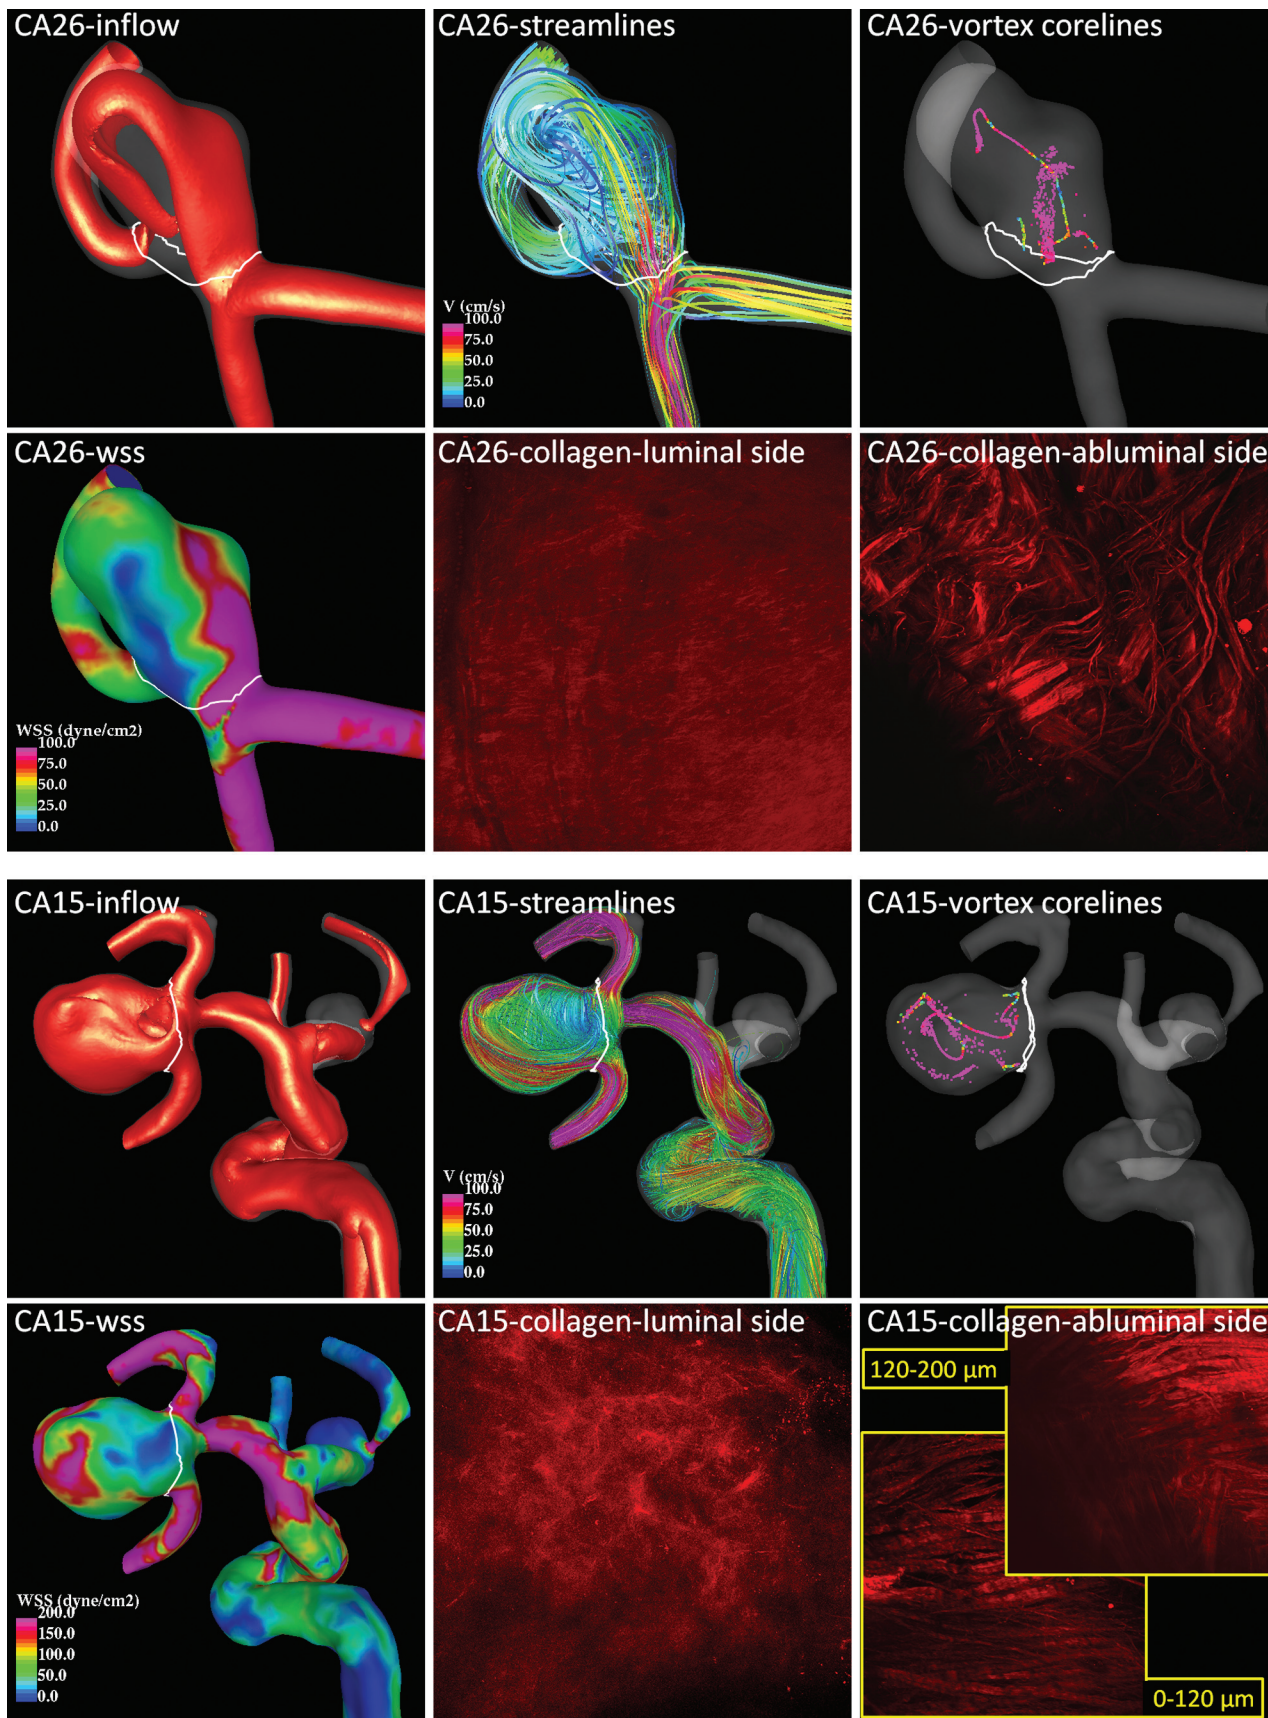 CA26-inflow
CA26-streamlines
CA26-vortex corelines
V (cm/s)
100.0
75.0
50.0
25.0
0.0
CA26-wss
CA26-collagen-luminal side
CA26-collagen-abluminal side
WSS (dyne/cm2)
100.0
75.0
50.0
25.0
0.0
CA15-inflow
CA15-streamlines
CA15-vortex corelines
V (cm/s)
100.0
75.0
50.0
25.0
0.0
CA15-wss
CA15-collagen-luminal side
CA15-collagen-abluminal side
120-200 µm
WSS (dyne/cm2)
200.0
150.0
100.0
50.0
0.0
0-120 µm